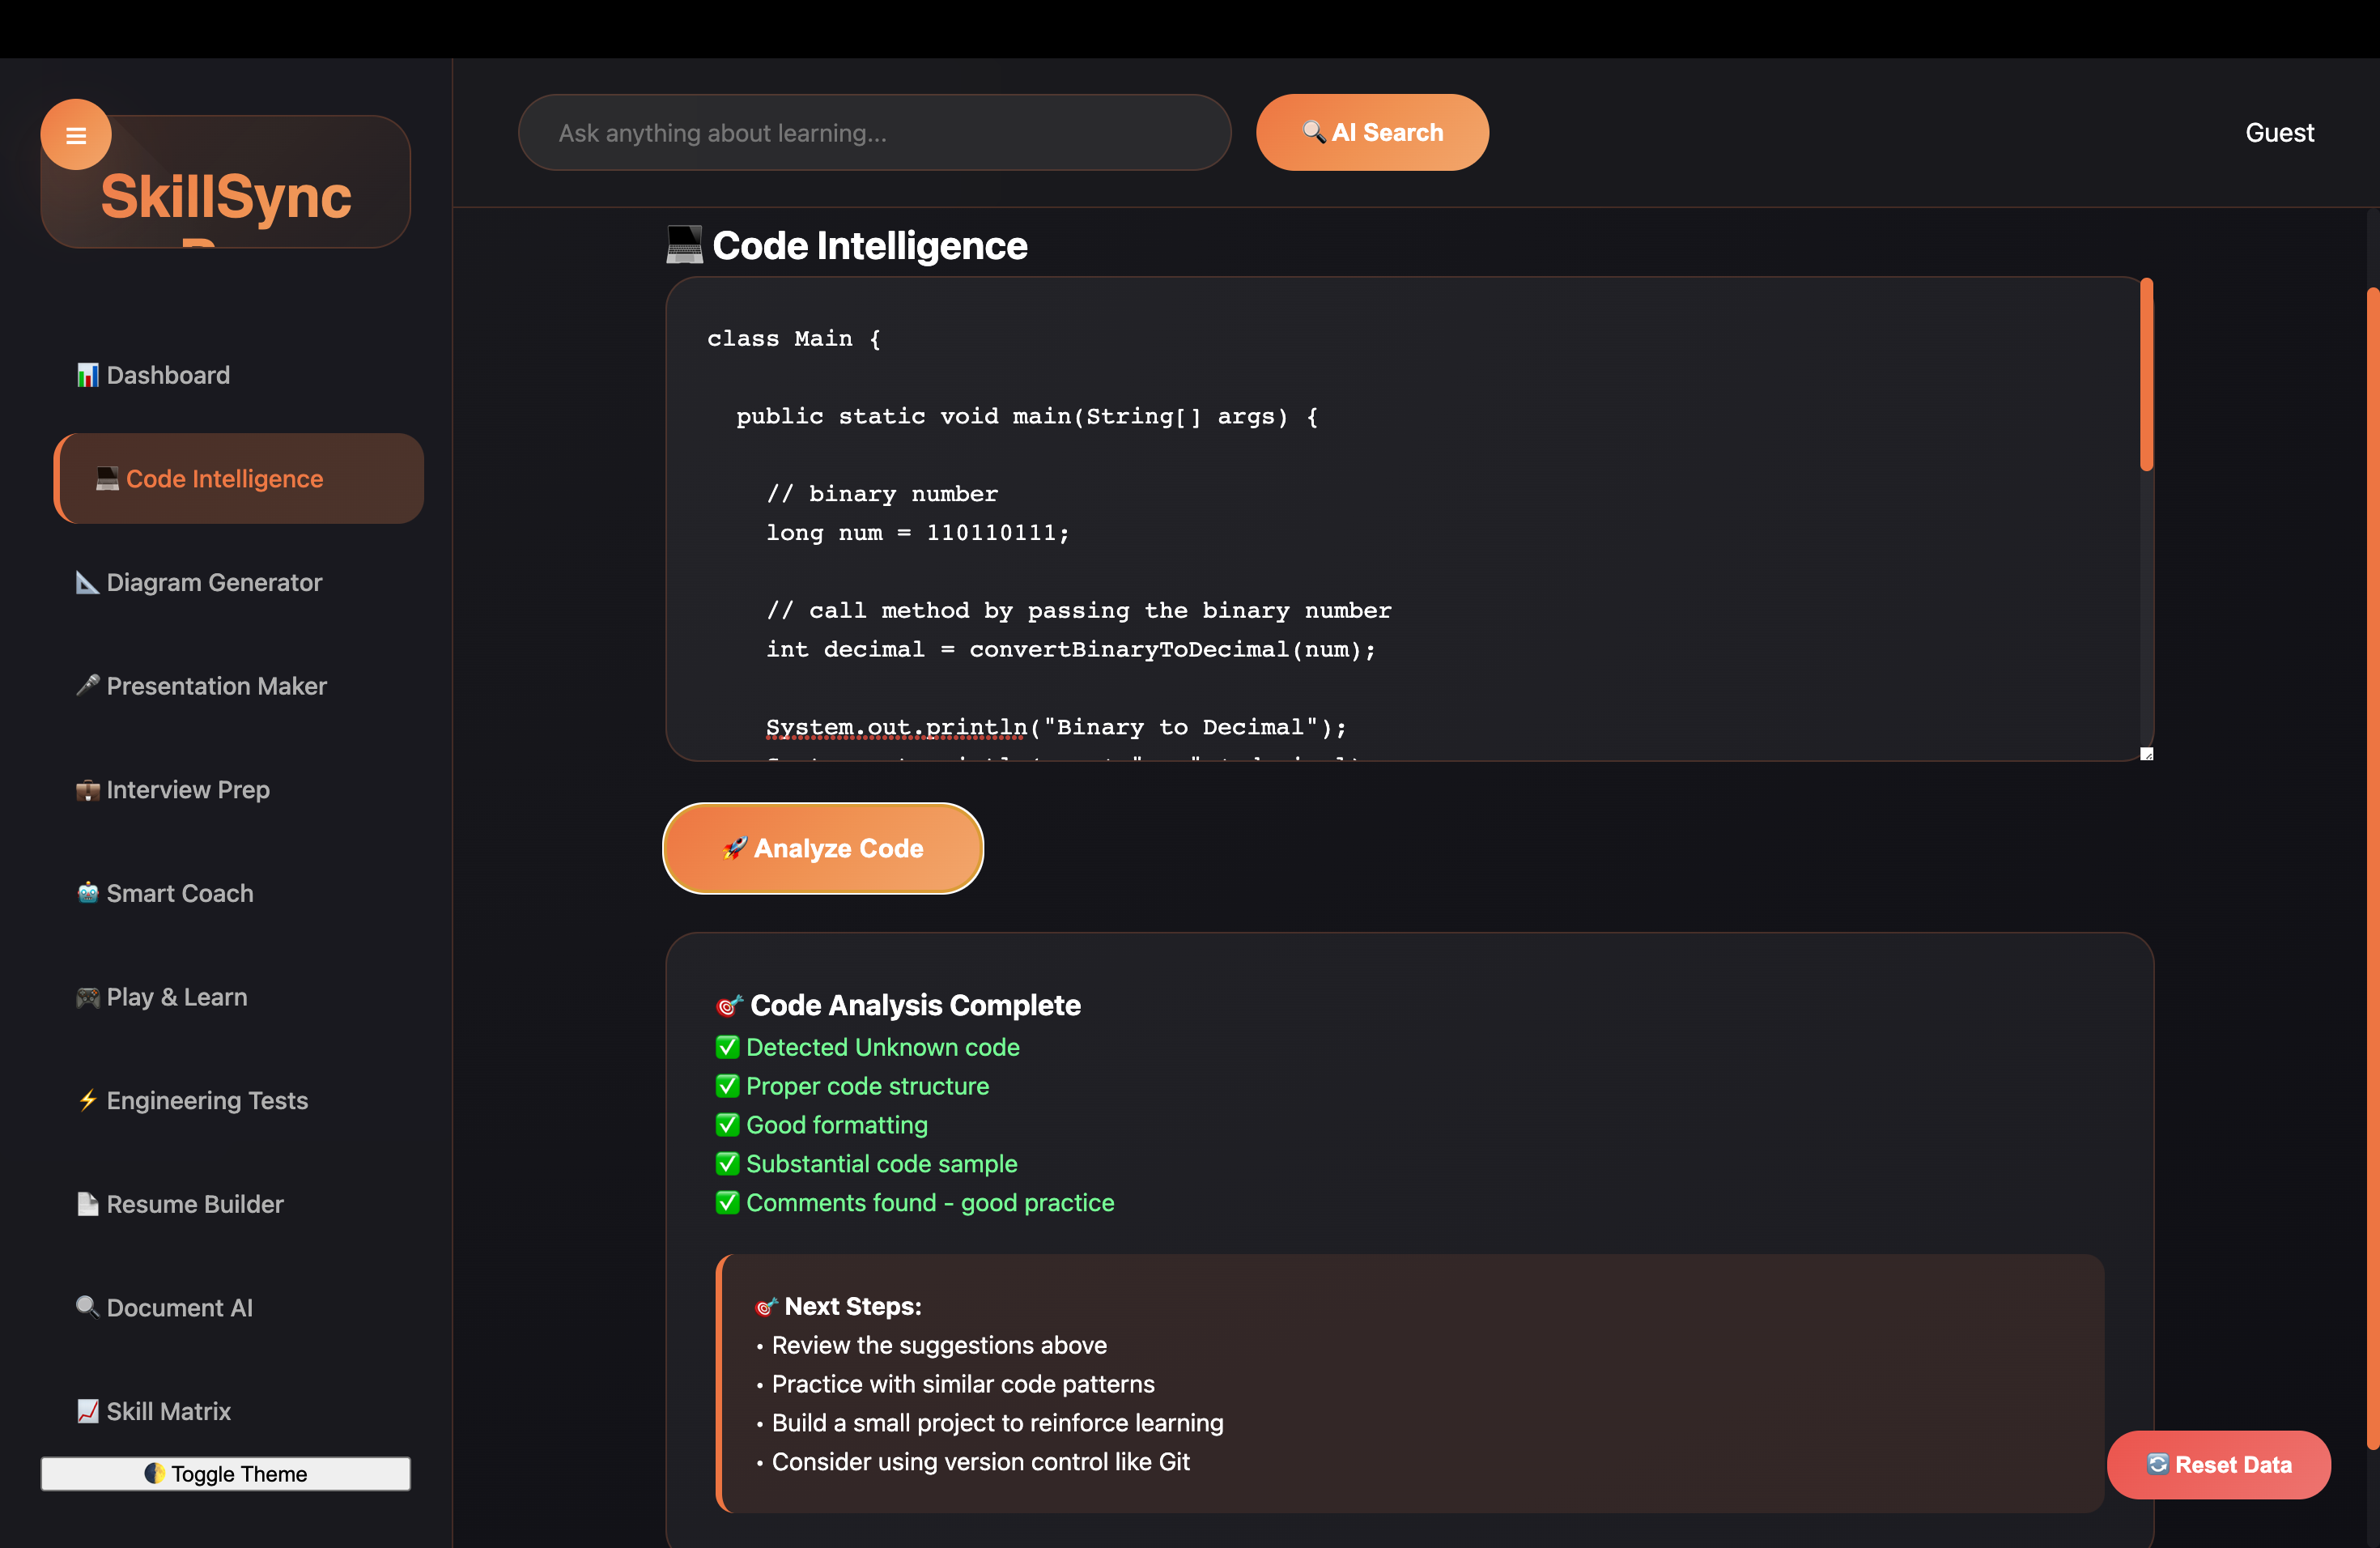 SkillSync
📊 Dashboard
💻 Code Intelligence
📐 Diagram Generator
🎤 Presentation Maker
💼 Interview Prep
🤖 Smart Coach
🎮 Play & Learn
⚡ Engineering Tests
📄 Resume Builder
🔍 Document AI
📈 Skill Matrix
🌓 Toggle Theme
Ask anything about learning...
🔍 AI Search
Guest
💻 Code Intelligence
class Main {
  public static void main(String[] args) {
    // binary number
    long num = 110110111;
    // call method by passing the binary number
    int decimal = convertBinaryToDecimal(num);
    System.out.println("Binary to Decimal");
🚀 Analyze Code
🎯 Code Analysis Complete
✅ Detected Unknown code
✅ Proper code structure
✅ Good formatting
✅ Substantial code sample
✅ Comments found - good practice
🎯 Next Steps:
• Review the suggestions above
• Practice with similar code patterns
• Build a small project to reinforce learning
• Consider using version control like Git
🔄 Reset Data